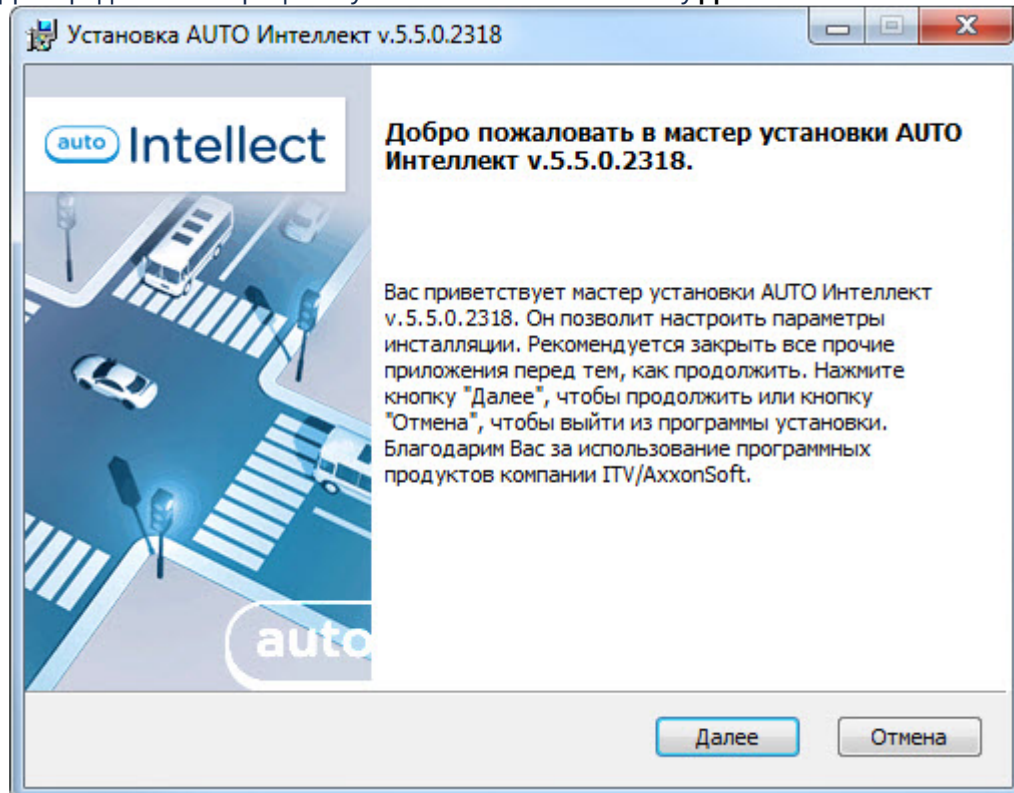 Установка AUTO Интеллект v.5.5.0.2318
auto Intellect
Добро пожаловать в мастер установки AUTO
Интеллект v.5.5.0.2318.
Вас приветствует мастер установки AUTO Интеллект
v.5.5.0.2318. Он позволит настроить параметры
инсталляции. Рекомендуется закрыть все прочие
приложения перед тем, как продолжить. Нажмите
кнопку "Далее", чтобы продолжить или кнопку
"Отмена", чтобы выйти из программы установки.
Благодарим Вас за использование программных
продуктов компании ITV/AxxonSoft.
auto
Далее
Отмена